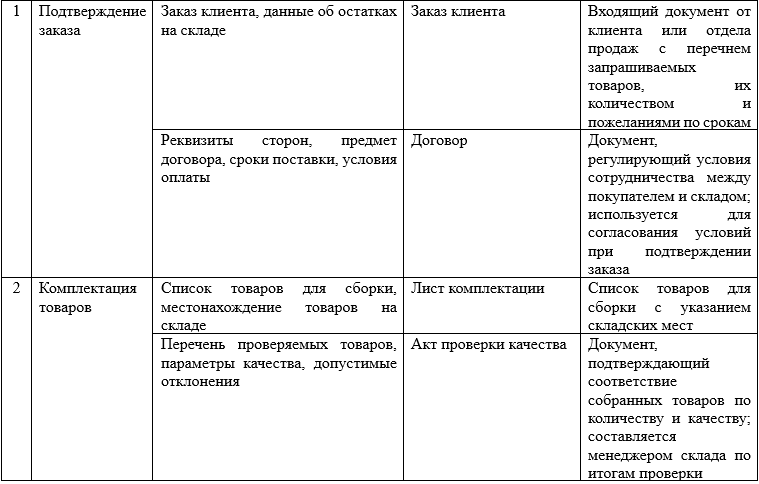 1
Подтверждение
заказа
Заказ клиента, данные об остатках
на складе
Заказ клиента
Входящий документ от
клиента или отдела
продаж с перечнем
запрашиваемых
товаров, их
количеством и
пожеланиями по срокам
Реквизиты сторон, предмет
договора, сроки поставки, условия
оплаты
Договор
Документ,
регулирующий условия
сотрудничества между
покупателем и складом;
используется для
согласования условий
при подтверждении
заказа
2
Комплектация
товаров
Список товаров для сборки,
местонахождение товаров на
складе
Лист комплектации
Список товаров для
сборки с указанием
складских мест
Перечень проверяемых товаров,
параметры качества, допустимые
отклонения
Акт проверки качества
Документ,
подтверждающий
соответствие
собранных товаров по
количеству и качеству;
составляется
менеджером склада по
итогам проверки